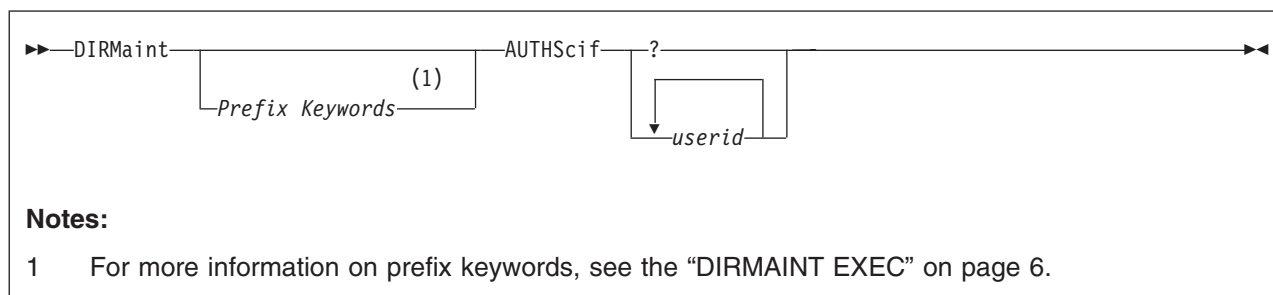 DIRMaint AUTHScif ?
(1)
Prefix Keywords
userid
Notes:
1 For more information on prefix keywords, see the “DIRMAINT EXEC” on page 6.